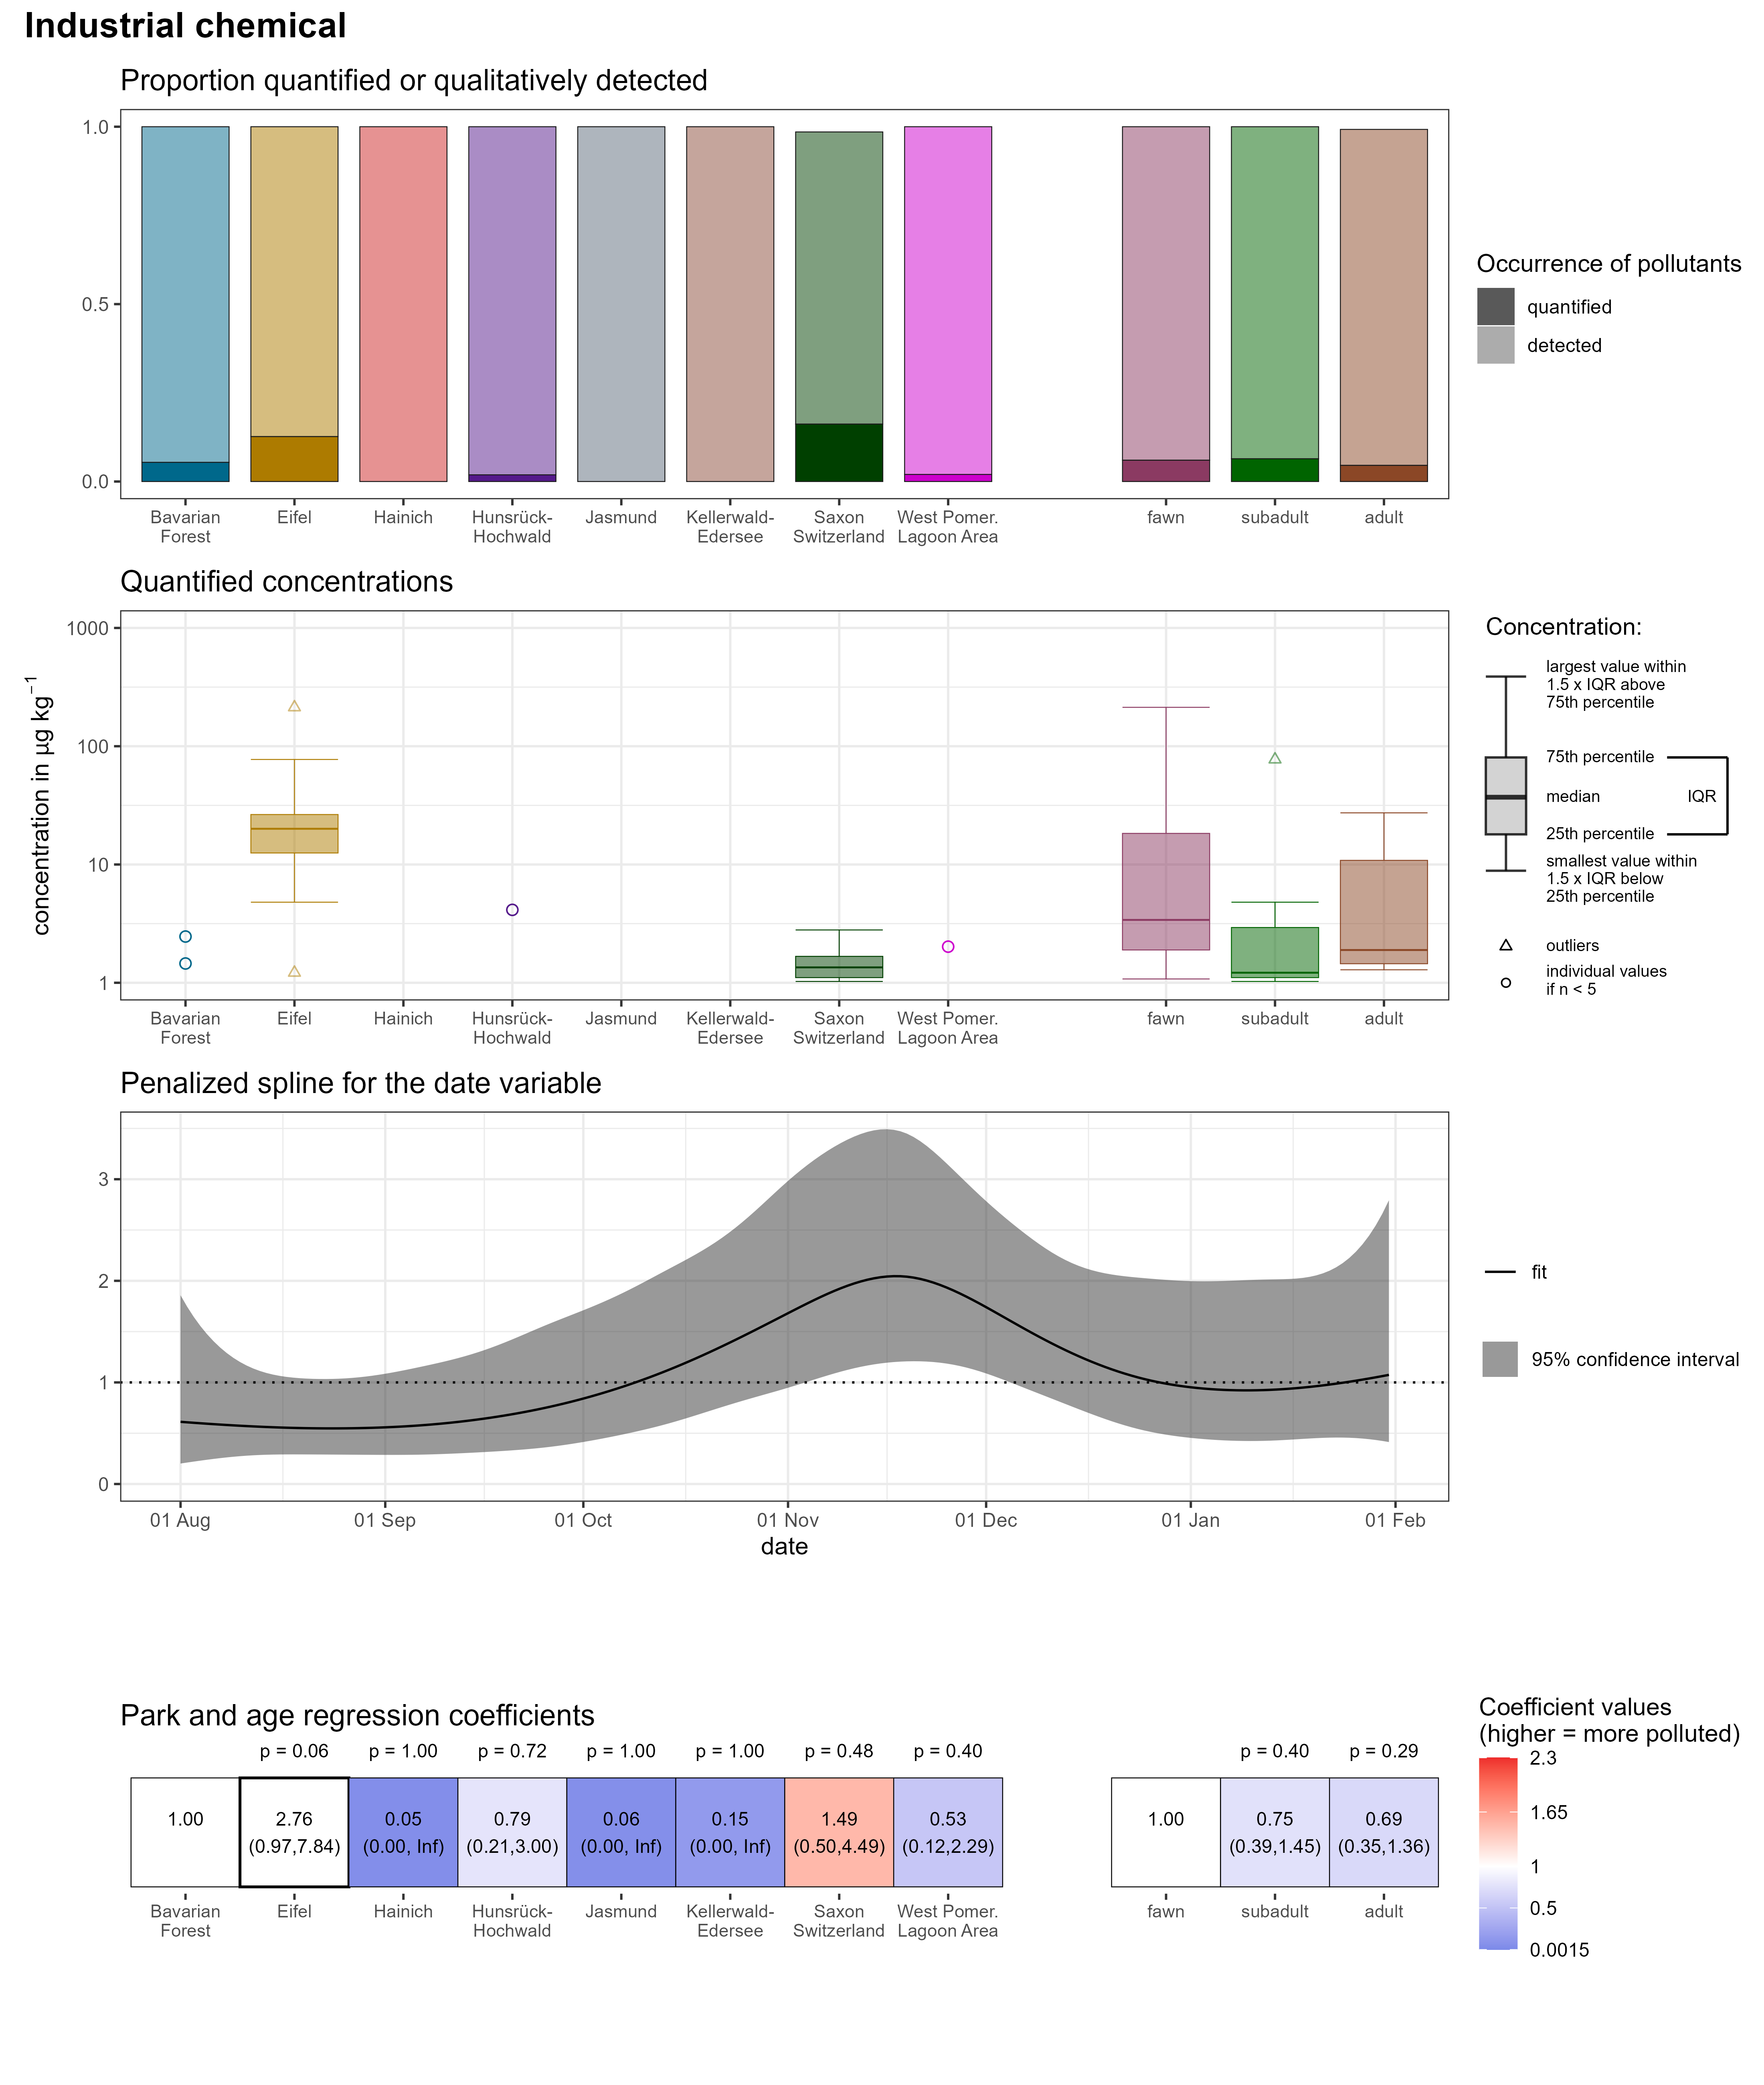 Industrial chemical
Proportion quantified or qualitatively detected
1.0
0.5
0.0
Bavarian Forest
Eifel
Hainich
Hunsrück-Hochwald
Jasmund
Kellerwald-Edersee
Saxon Switzerland
West Pomer. Lagoon Area
fawn
subadult
adult
Occurrence of pollutants
quantified
detected
Quantified concentrations
concentration in µg kg⁻¹
1000
100
10
1
Bavarian Forest
Eifel
Hainich
Hunsrück-Hochwald
Jasmund
Kellerwald-Edersee
Saxon Switzerland
West Pomer. Lagoon Area
fawn
subadult
adult
Concentration:
largest value within
1.5 x IQR above
75th percentile
75th percentile
median
IQR
25th percentile
smallest value within
1.5 x IQR below
25th percentile
outliers
individual values
if n < 5
Penalized spline for the date variable
3
2
1
0
01 Aug
01 Sep
01 Oct
01 Nov
01 Dec
01 Jan
01 Feb
date
fit
95% confidence interval
Park and age regression coefficients
p = 0.06
p = 1.00
p = 0.72
p = 1.00
p = 1.00
p = 0.48
p = 0.40
p = 0.40
p = 0.29
1.00
2.76
(0.97,7.84)
0.05
(0.00, Inf)
0.79
(0.21,3.00)
0.06
(0.00, Inf)
0.15
(0.00, Inf)
1.49
(0.50,4.49)
0.53
(0.12,2.29)
1.00
0.75
(0.39,1.45)
0.69
(0.35,1.36)
Bavarian Forest
Eifel
Hainich
Hunsrück-Hochwald
Jasmund
Kellerwald-Edersee
Saxon Switzerland
West Pomer. Lagoon Area
fawn
subadult
adult
Coefficient values
(higher = more polluted)
2.3
1.65
1
0.5
0.0015